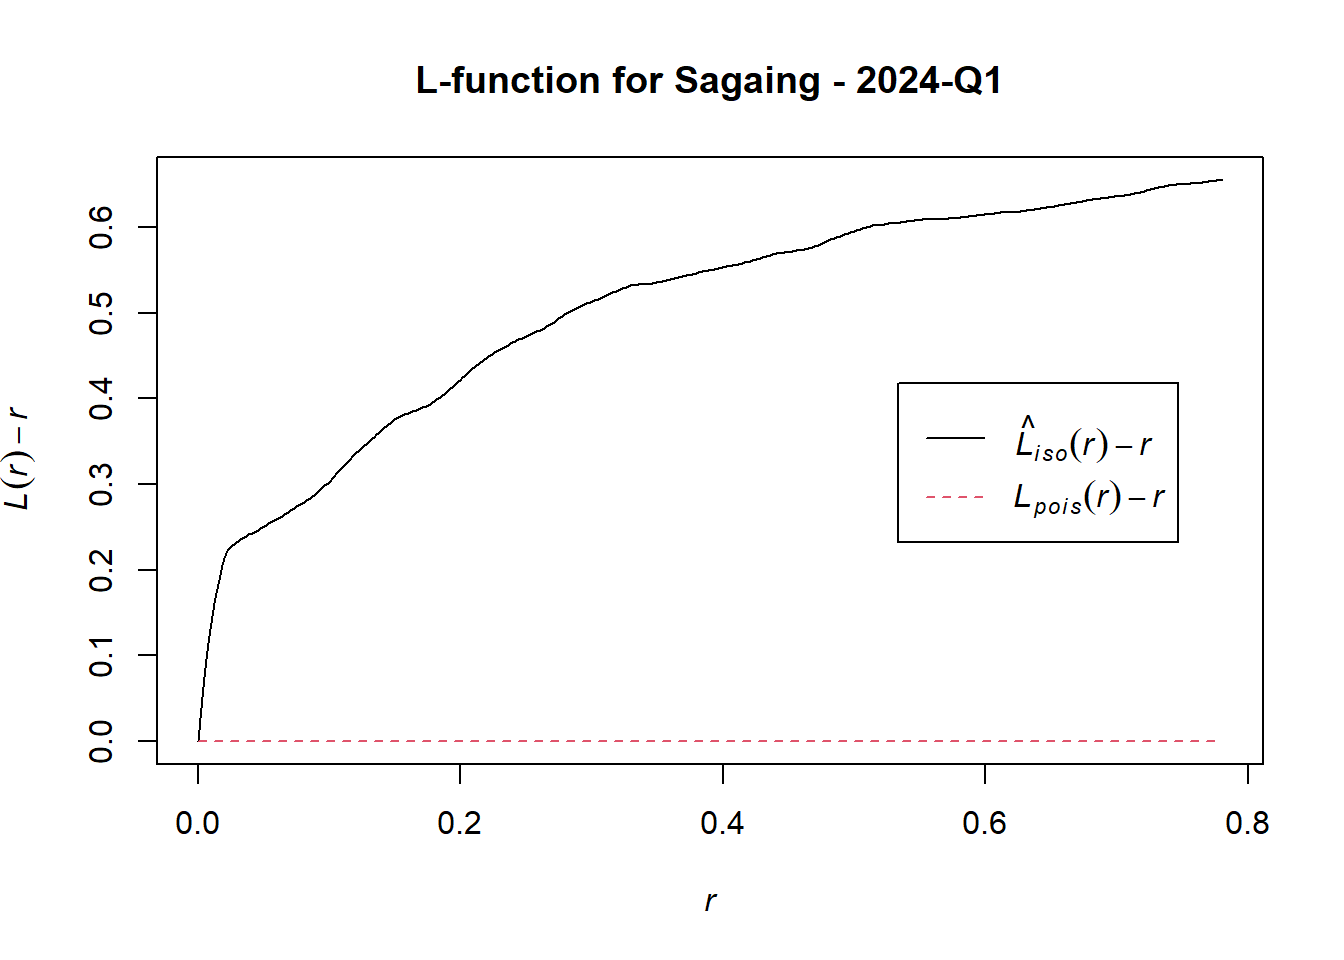 L-function for Sagaing - 2024-Q1
L(r) − r
0.6
0.5
0.4
0.3
0.2
0.1
0.0
L̂iso(r) − r
Lpois(r) − r
0.0 0.2 0.4 0.6 0.8
r